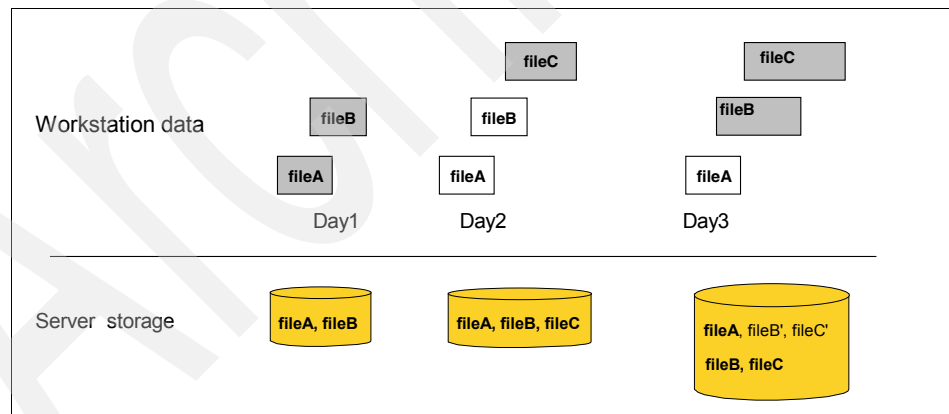 fileC
fileC
fileB
fileB
fileB
Workstation data
fileA
fileA
fileA
Day1
Day2
Day3
Server storage
fileA, fileB
fileA, fileB, fileC
fileA, fileB', fileC'
fileB, fileC